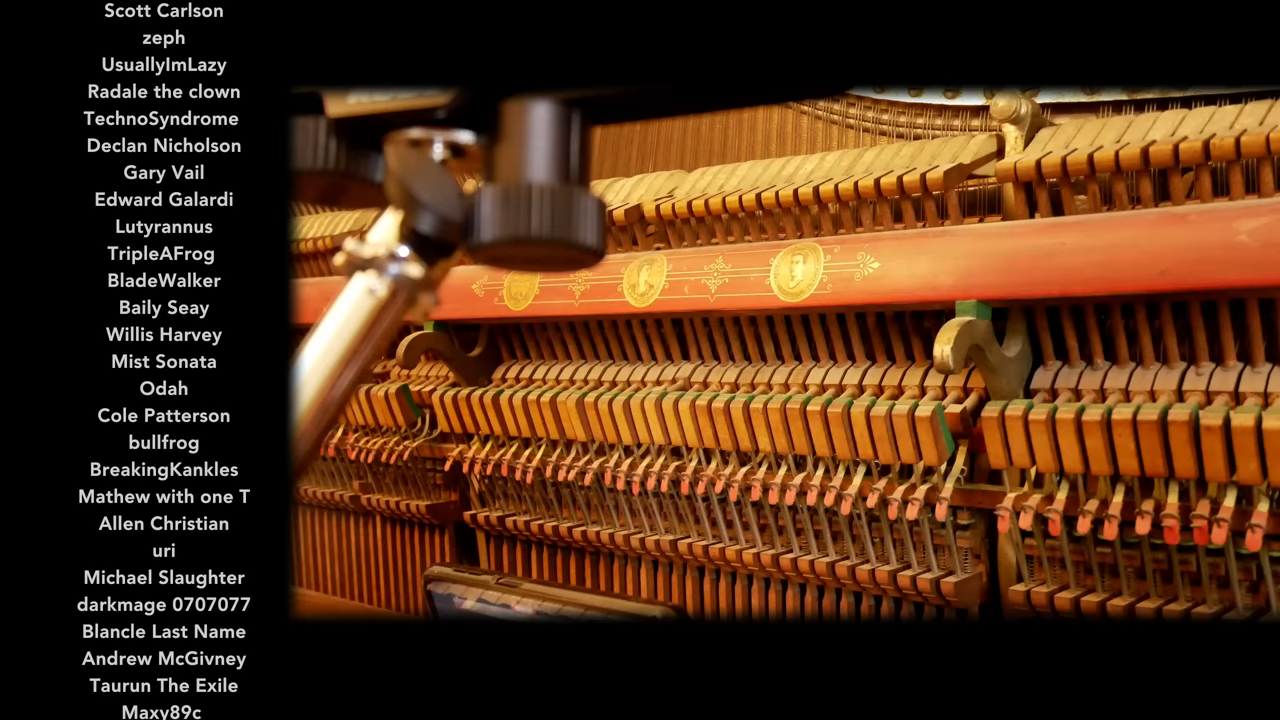 Scott Carlson
zeph
UsuallyImLazy
Radale the clown
TechnoSyndrome
Declan Nicholson
Gary Vail
Edward Galardi
Lutyrannus
TripleAFrog
BladeWalker
Baily Seay
Willis Harvey
Mist Sonata
Odah
Cole Patterson
bullfrog
BreakingKankles
Mathew with one T
Allen Christian
uri
Michael Slaughter
darkmage 0707077
Blancle Last Name
Andrew McGivney
Taurun The Exile
Maxy89c